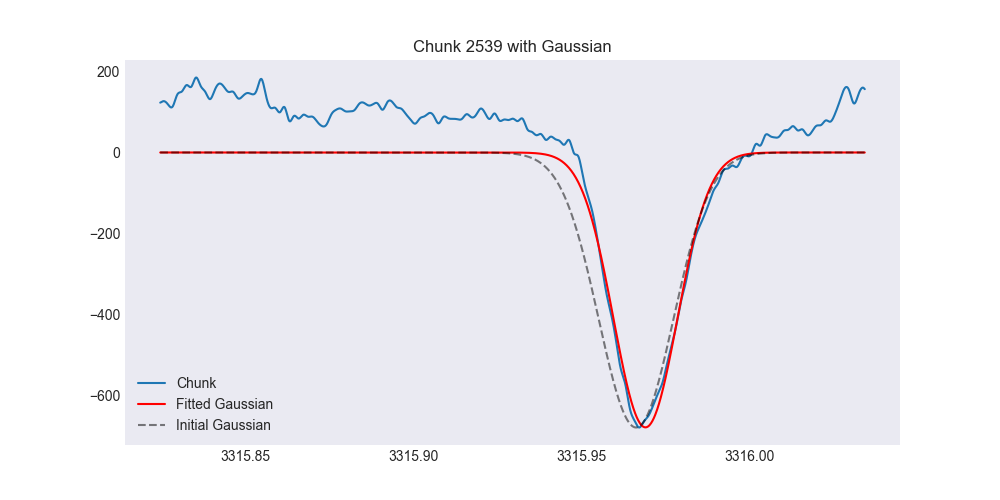 Chunk 2539 with Gaussian
200
0
−200
−400
−600
Chunk
Fitted Gaussian
Initial Gaussian
3315.85 3315.90 3315.95 3316.00